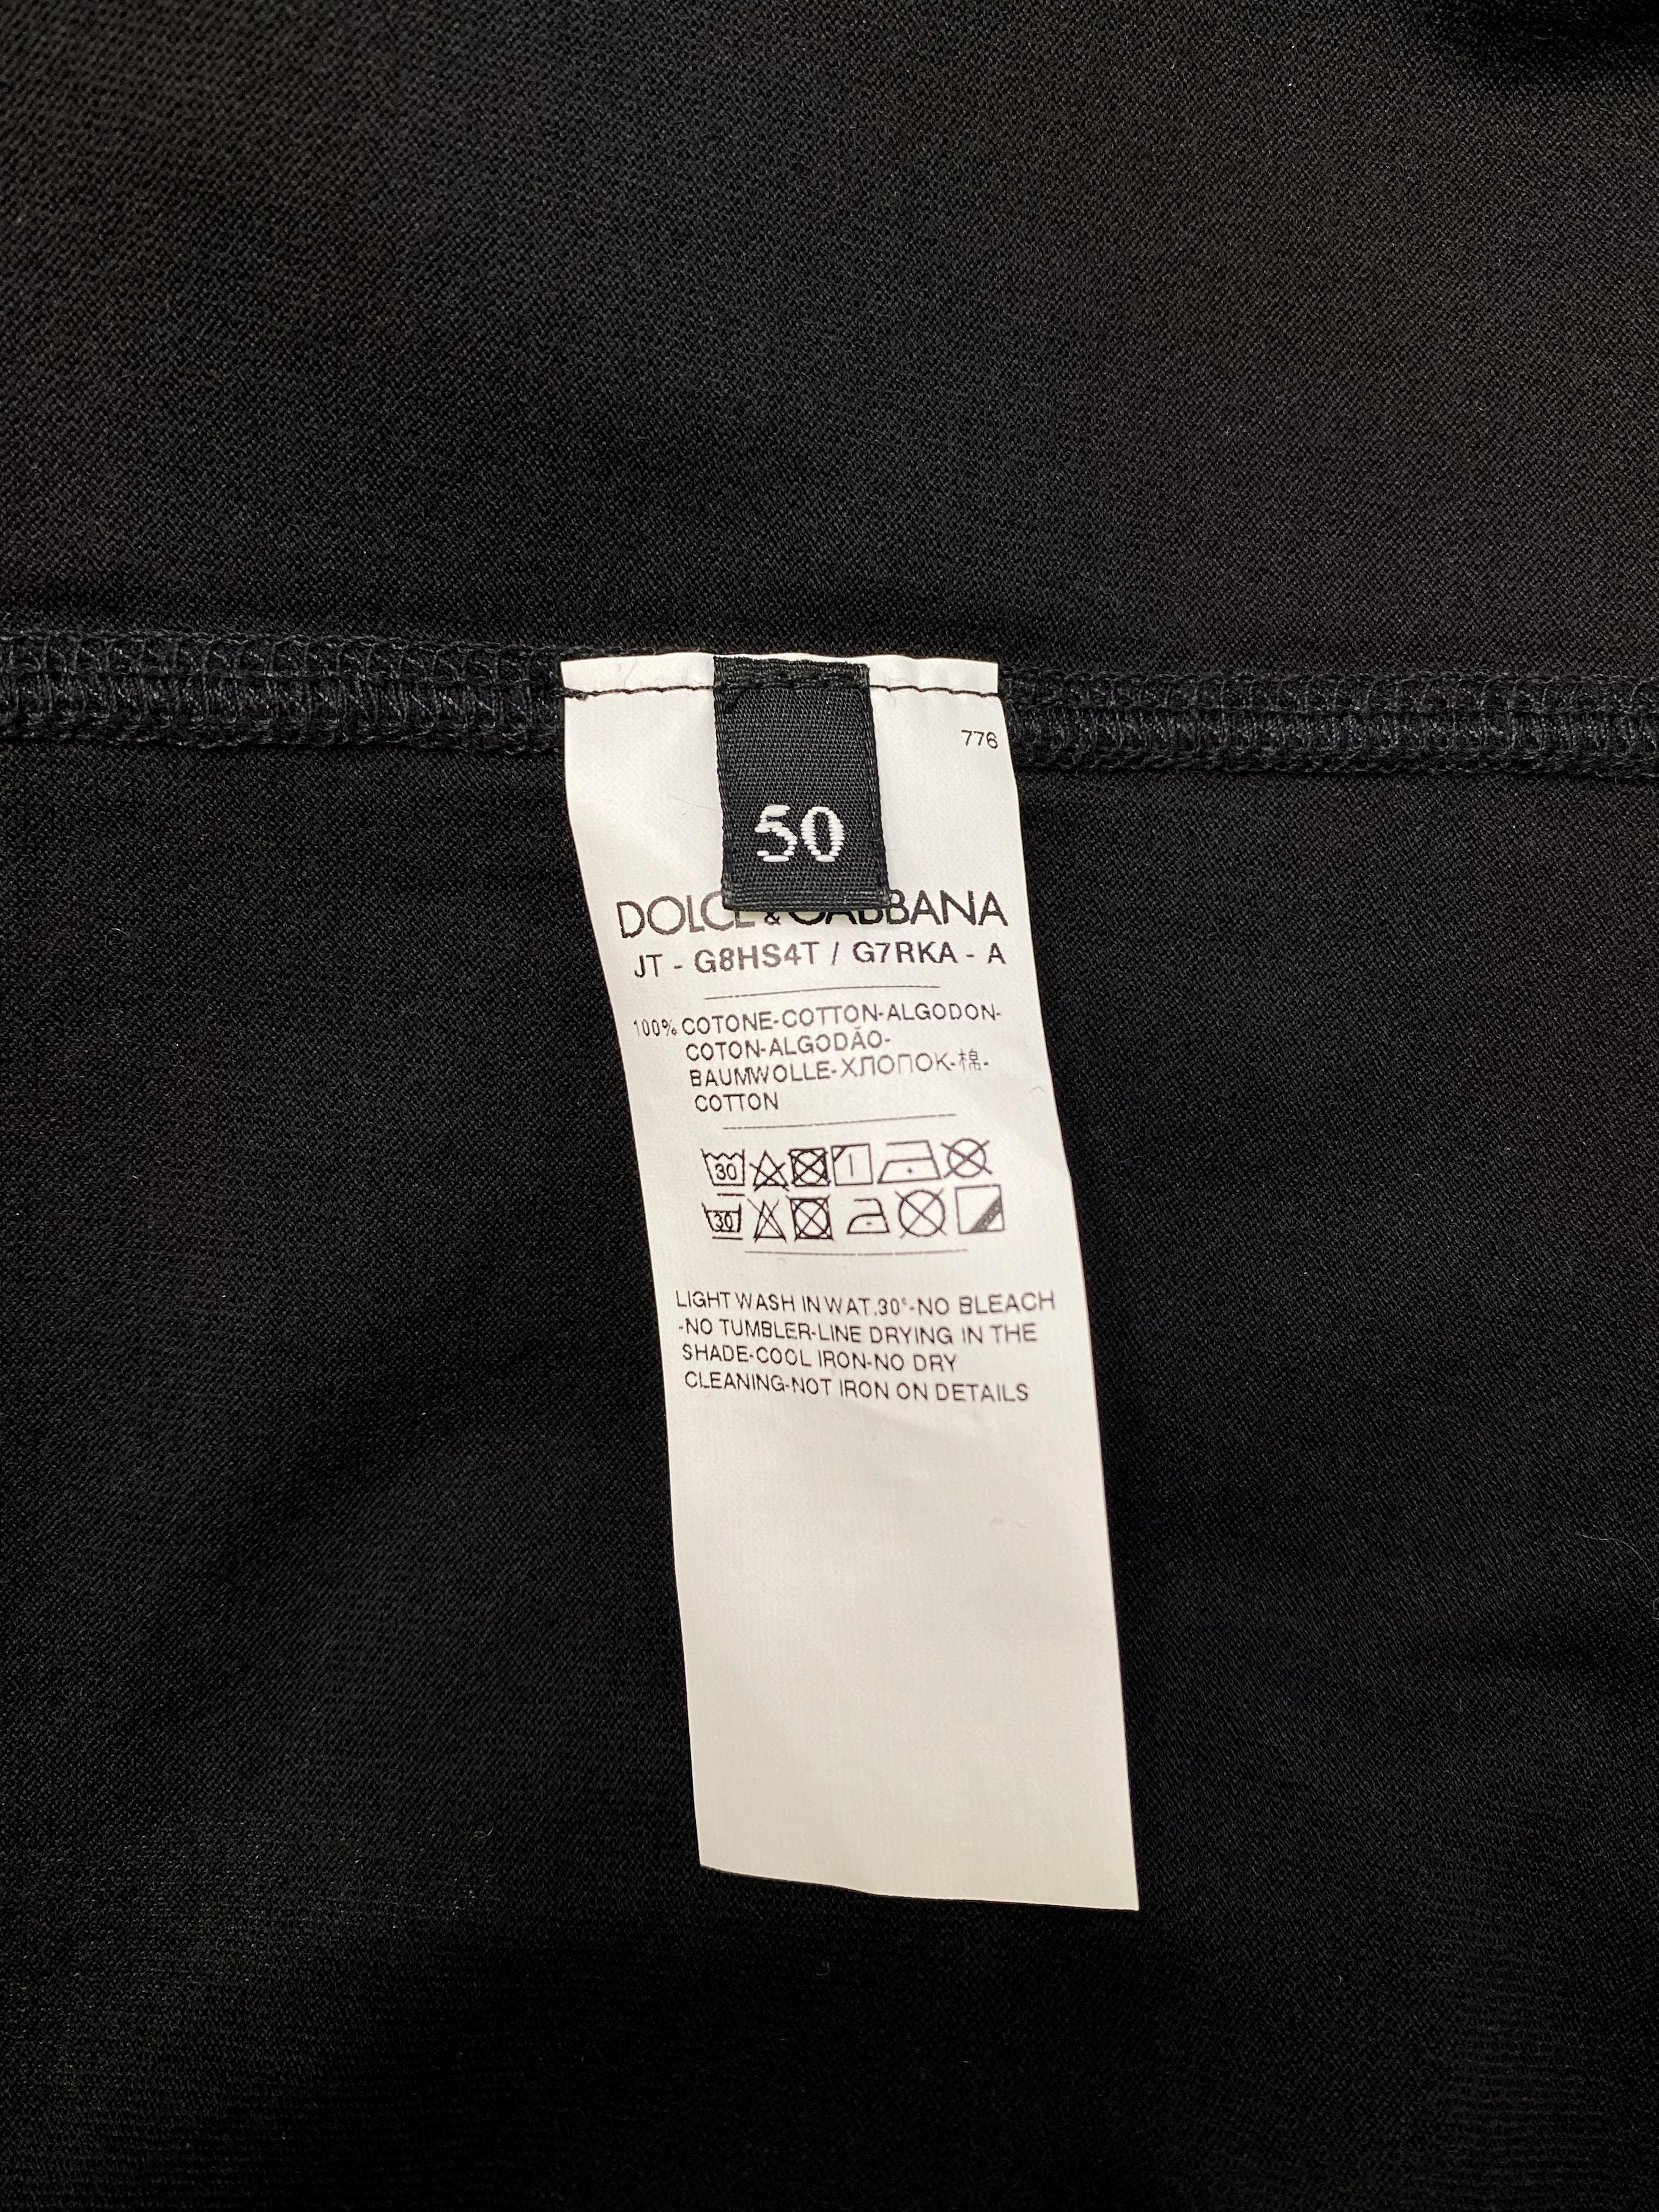 776
50
DOLCE & GABBANA
JT - G8HS4T / G7RKA - A
100% COTONE-COTTON-ALGODON-
COTON-ALGODÃO-
BAUMWOLLE-ХЛОПОК-棉-
COTTON
30
30
LIGHT WASH IN WAT.30°-NO BLEACH
-NO TUMBLER-LINE DRYING IN THE
SHADE-COOL IRON-NO DRY
CLEANING-NOT IRON ON DETAILS